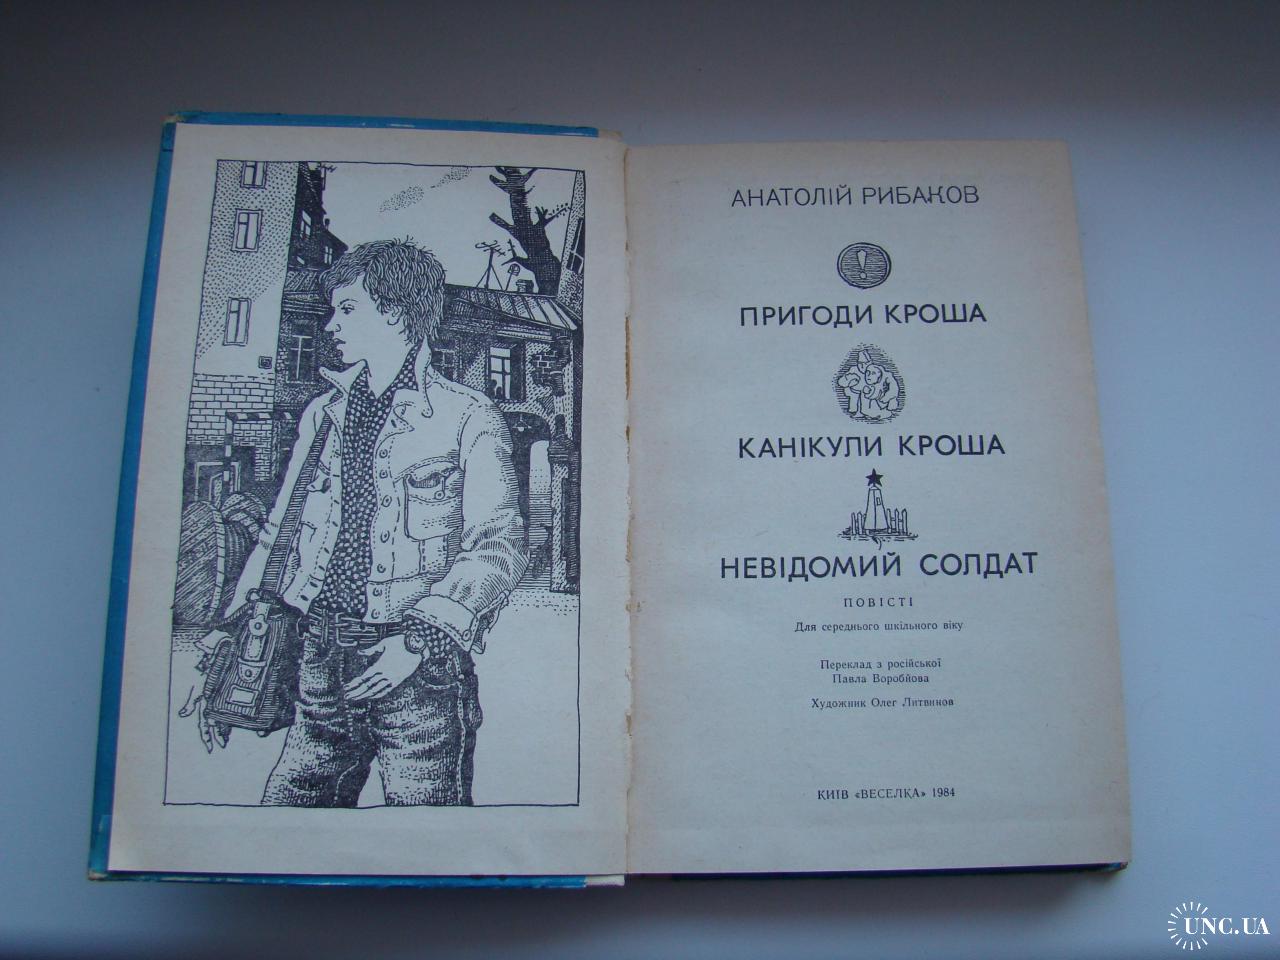 АНАТОЛІЙ РИБАКОВ
!
ПРИГОДИ КРОША
КАНІКУЛИ КРОША
НЕВІДОМИЙ СОЛДАТ
ПОВІСТІ
Для середнього шкільного віку
Переклад з російської
Павла Воробйова
Художник Олег Литвинов
КИЇВ «ВЕСЕЛКА» 1984
UNC.UA